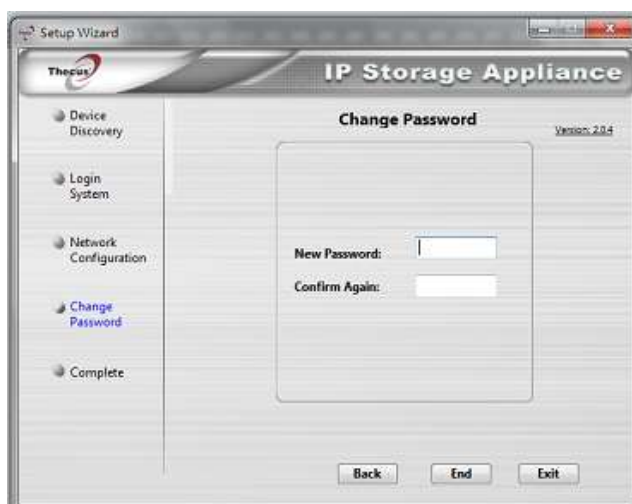 Setup Wizard
Thecus
IP Storage Appliance
Device
Discovery
Login
System
Network
Configuration
Change
Password
Complete
Change Password
Version: 2.0.4
New Password:
Confirm Again:
Back
End
Exit